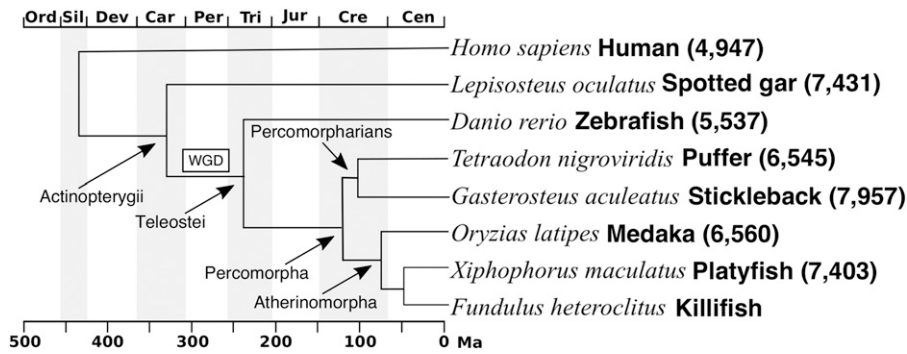 Ord Sil Dev Car Per Tri Jur Cre Cen
Homo sapiens Human (4,947)
Lepisosteus oculatus Spotted gar (7,431)
Danio rerio Zebrafish (5,537)
Percomorpharians
Tetraodon nigroviridis Puffer (6,545)
WGD
Actinopterygii
Gasterosteus aculeatus Stickleback (7,957)
Teleostei
Oryzias latipes Medaka (6,560)
Percomorpha
Xiphophorus maculatus Platyfish (7,403)
Atherinomorpha
Fundulus heteroclitus Killifish
500 400 300 200 100 0 Ma